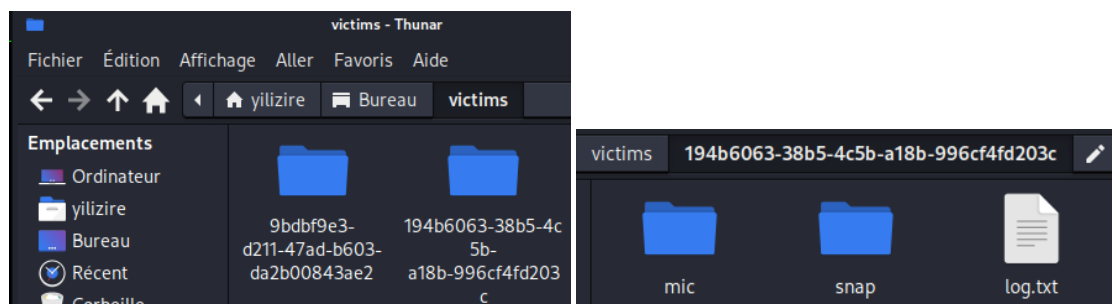 victims - Thunar
Fichier Édition Affichage Aller Favoris Aide
yilizire Bureau victims
Emplacements
Ordinateur
yilizire
Bureau
Récent
Corbeille
9bdbf9e3-
d211-47ad-b603-
da2b00843ae2
194b6063-38b5-4c
5b-
a18b-996cf4fd203
c
victims 194b6063-38b5-4c5b-a18b-996cf4fd203c
mic snap log.txt